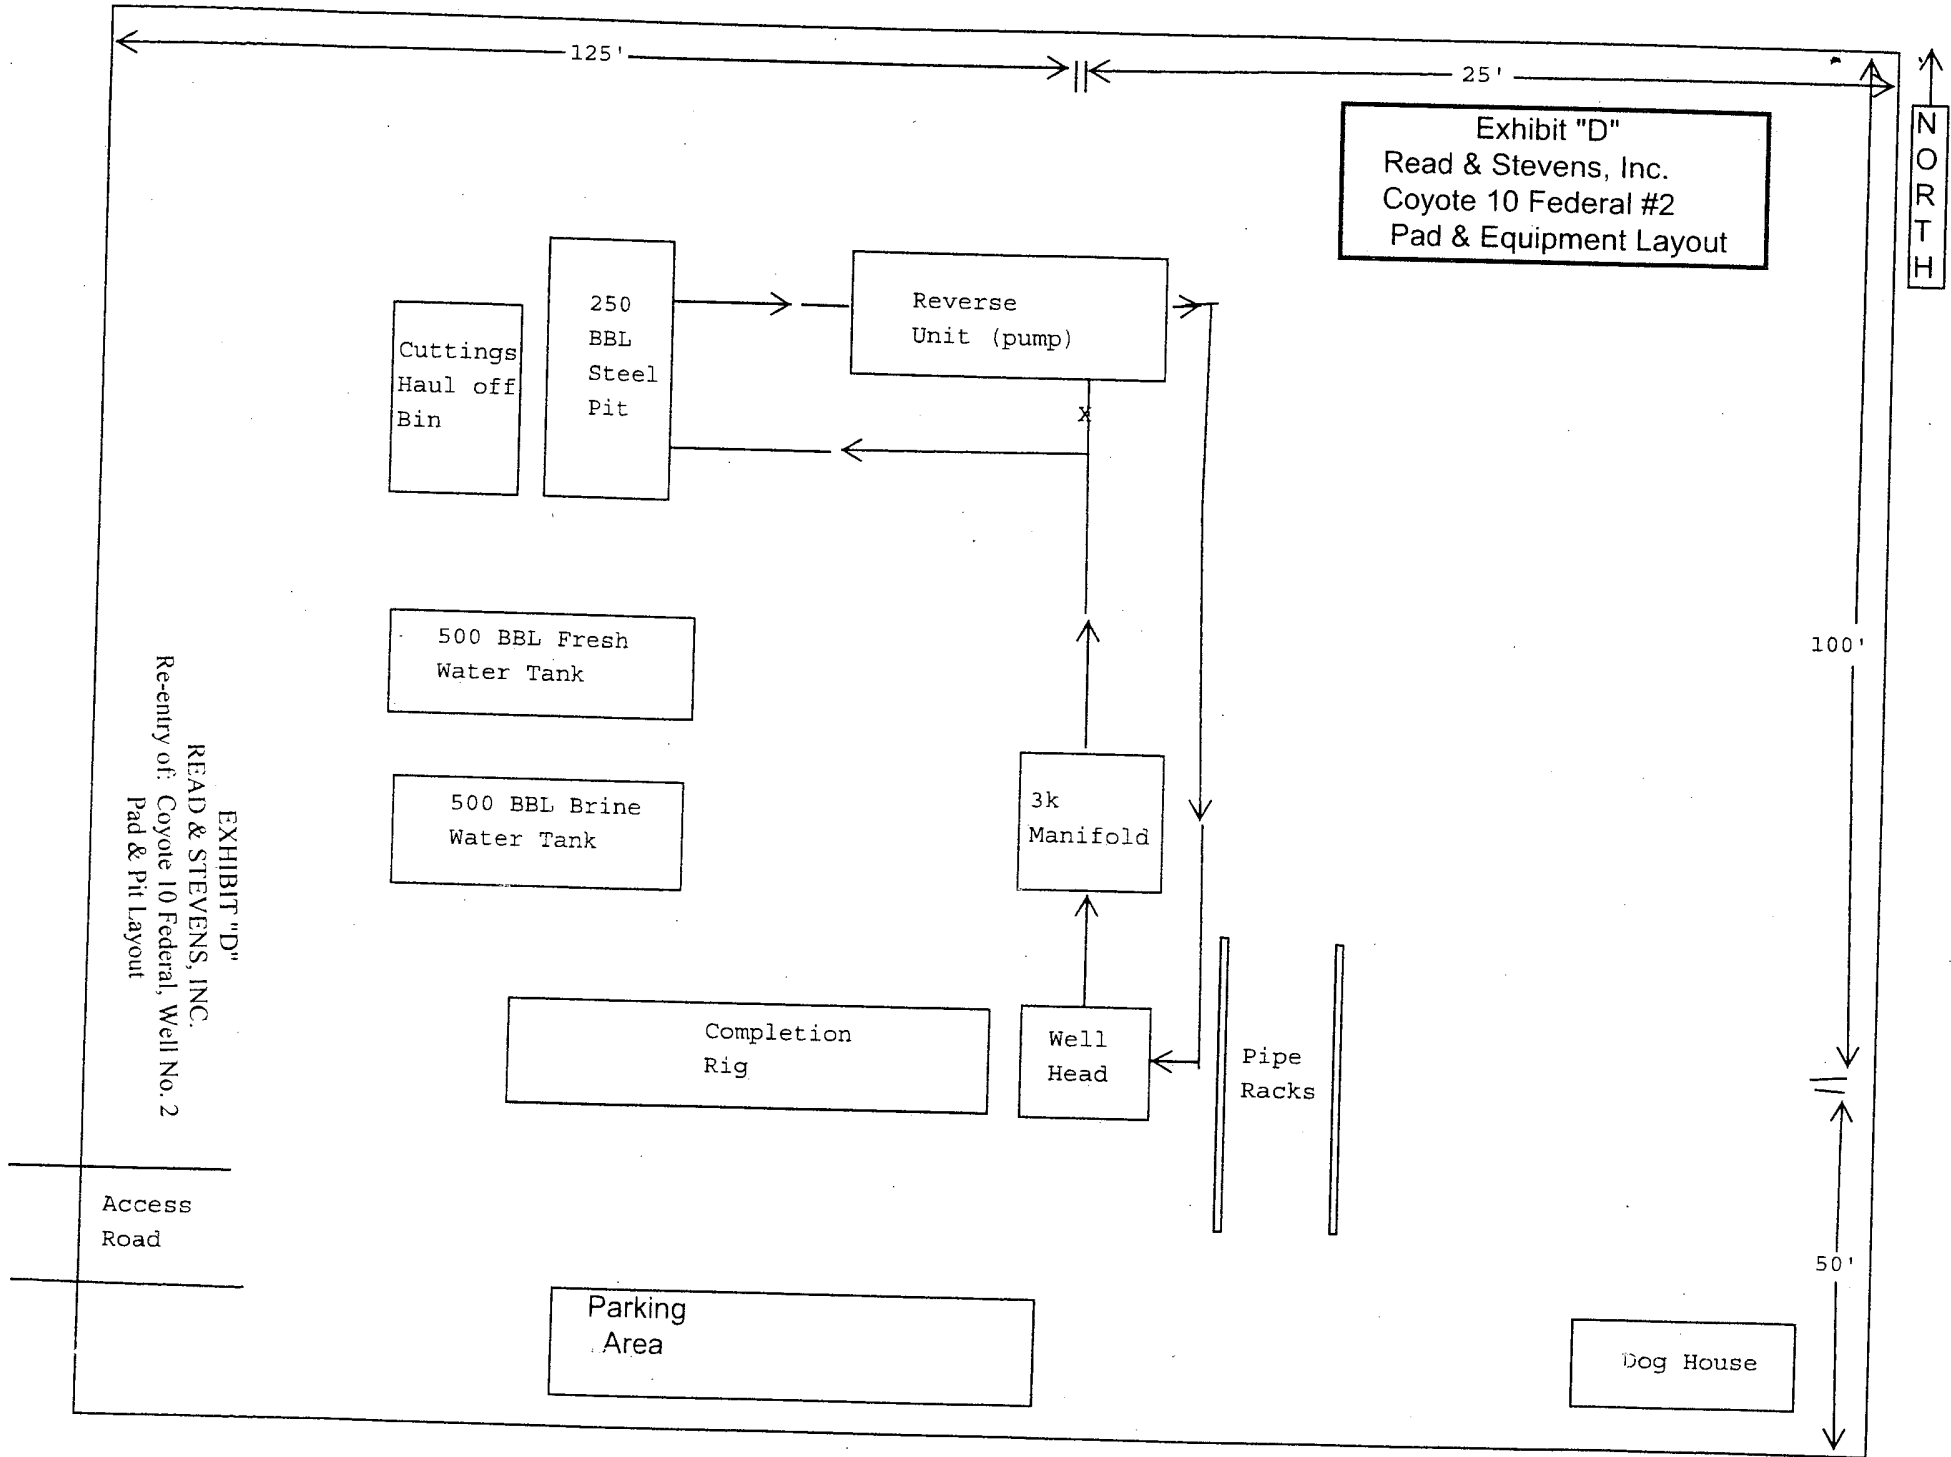 125'
25'
Exhibit "D"
Read & Stevens, Inc.
Coyote 10 Federal #2
Pad & Equipment Layout
NORTH
250
BBL
Steel
Pit
Reverse
Unit (pump)
Cuttings
Haul off
Bin
X
500 BBL Fresh
Water Tank
100'
500 BBL Brine
Water Tank
3k
Manifold
EXHIBIT "D"
READ & STEVENS, INC.
Re-entry of: Coyote 10 Federal, Well No. 2
Pad & Pit Layout
Completion
Rig
Well
Head
Pipe
Racks
Access
Road
50'
Parking
Area
Dog House